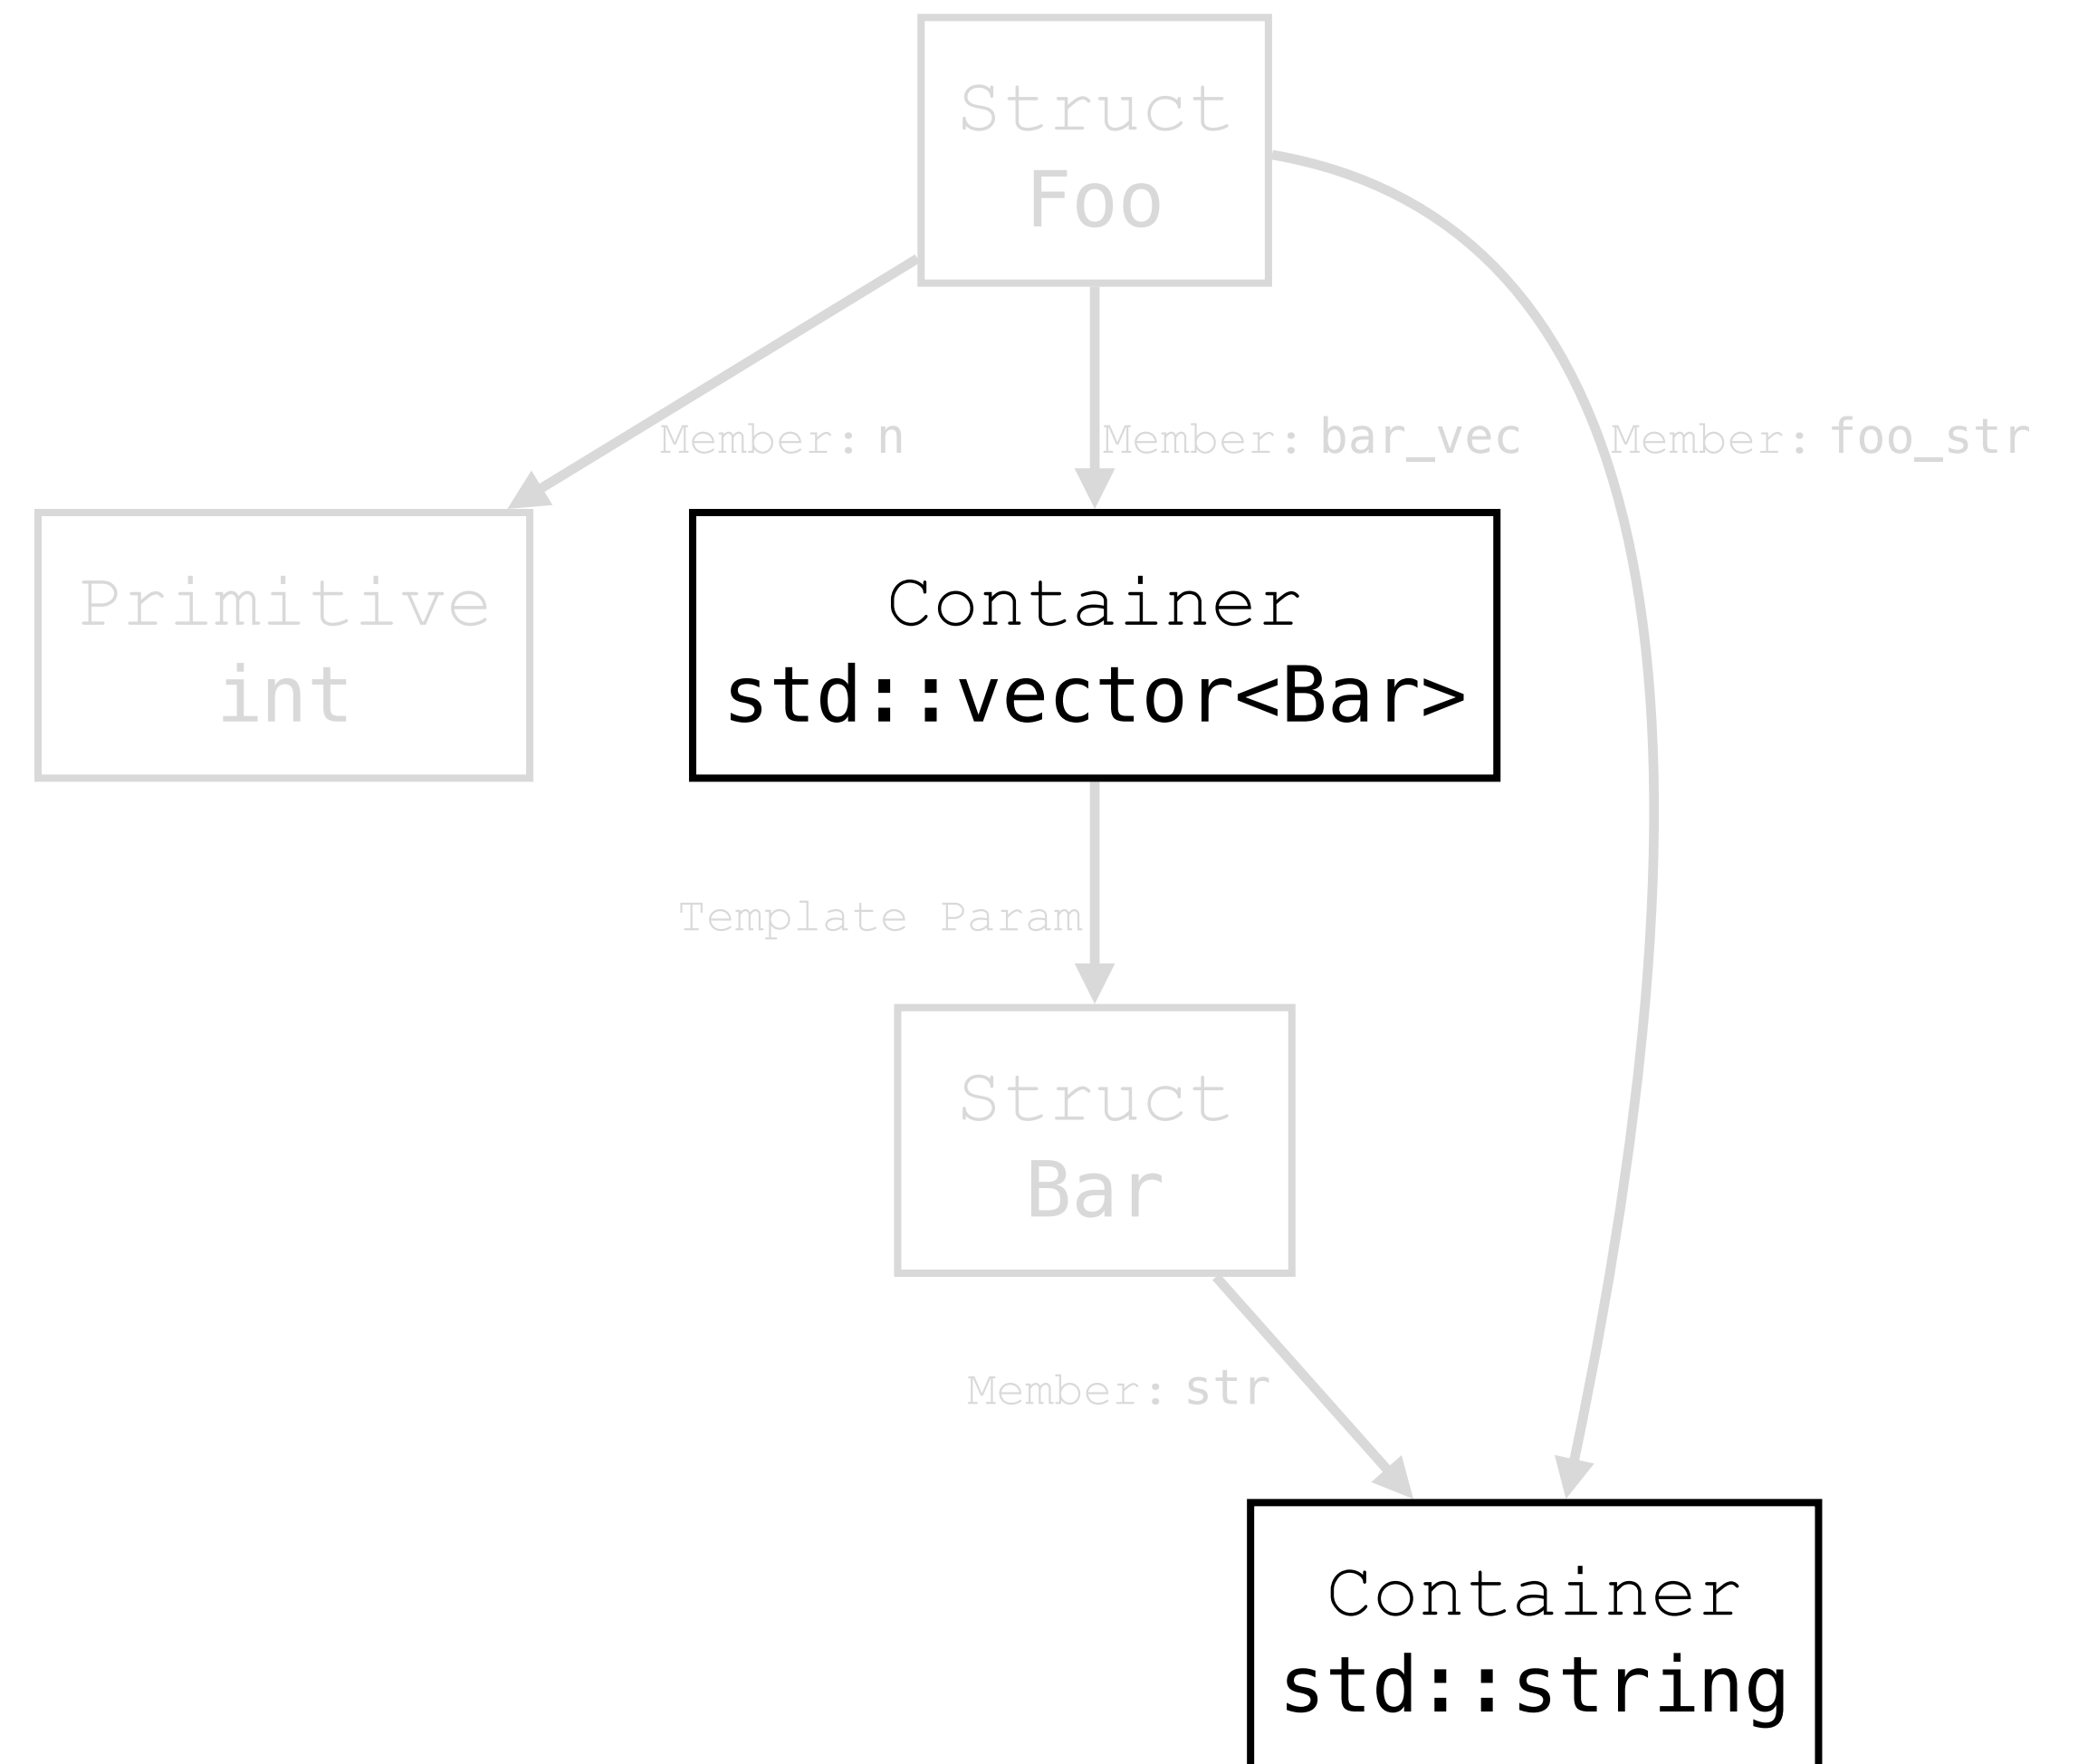 Struct
Foo
Member: n
Member: bar_vec
Member: foo_str
Primitive
int
Container
std::vector<Bar>
Template Param
Struct
Bar
Member: str
Container
std::string